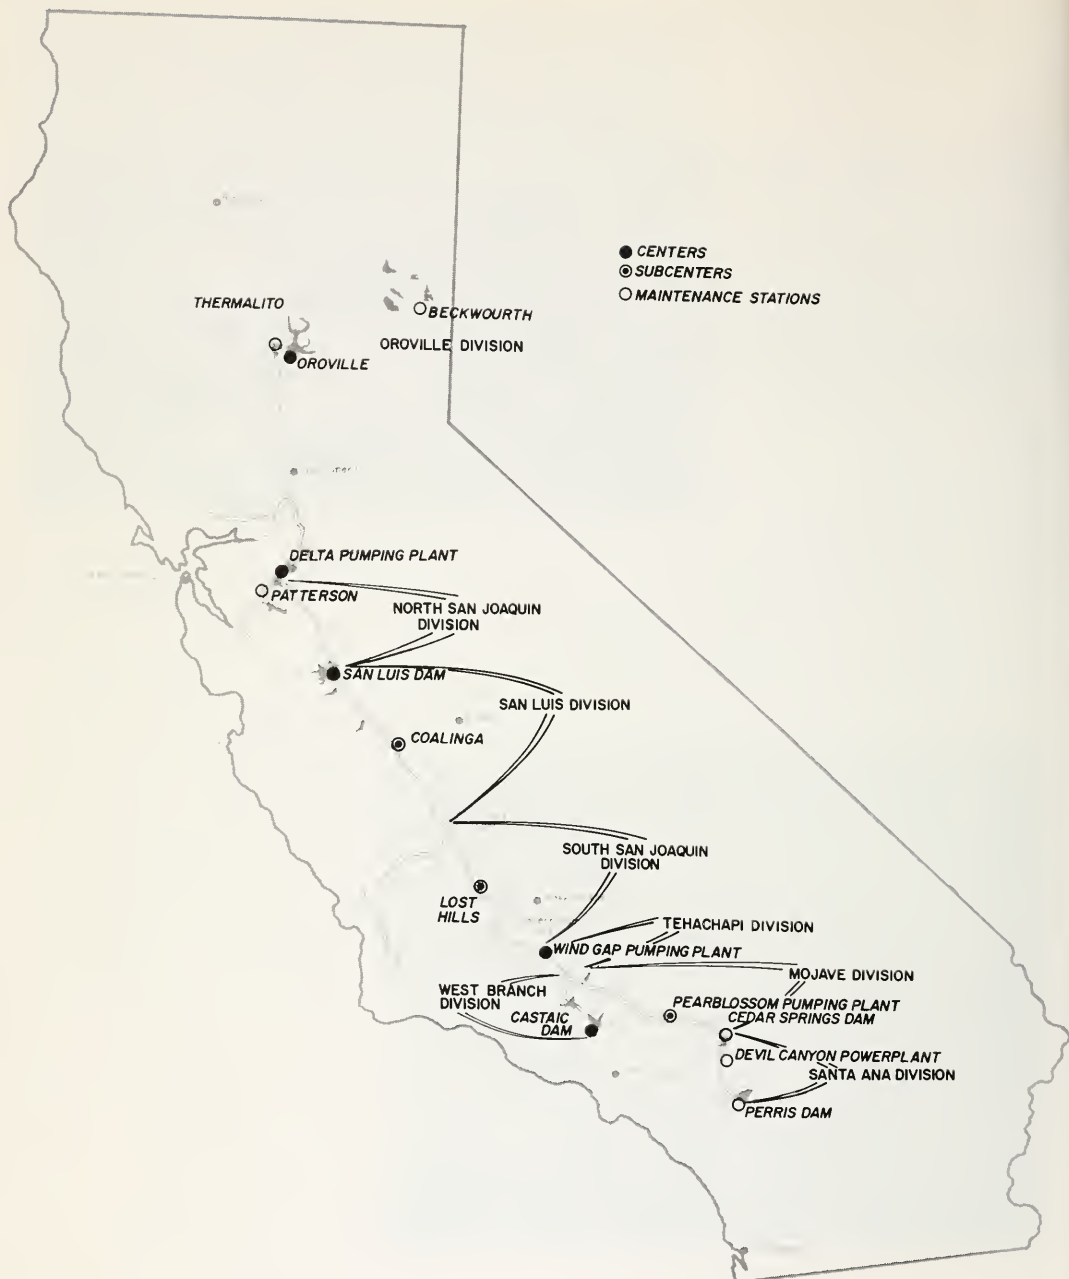 CENTERS
SUBCENTERS
MAINTENANCE STATIONS
THERMALITO
BECKWOURTH
OROVILLE DIVISION
OROVILLE
DELTA PUMPING PLANT
PATTERSON
NORTH SAN JOAQUIN
DIVISION
SAN LUIS DAM
SAN LUIS DIVISION
COALINGA
SOUTH SAN JOAQUIN
DIVISION
LOST
HILLS
TEHACHAPI DIVISION
WIND GAP PUMPING PLANT
MOJAVE DIVISION
WEST BRANCH
DIVISION
PEARBLOSSOM PUMPING PLANT
CASTAIC
DAM
CEDAR SPRINGS DAM
DEVIL CANYON POWERPLANT
SANTA ANA DIVISION
PERRIS DAM